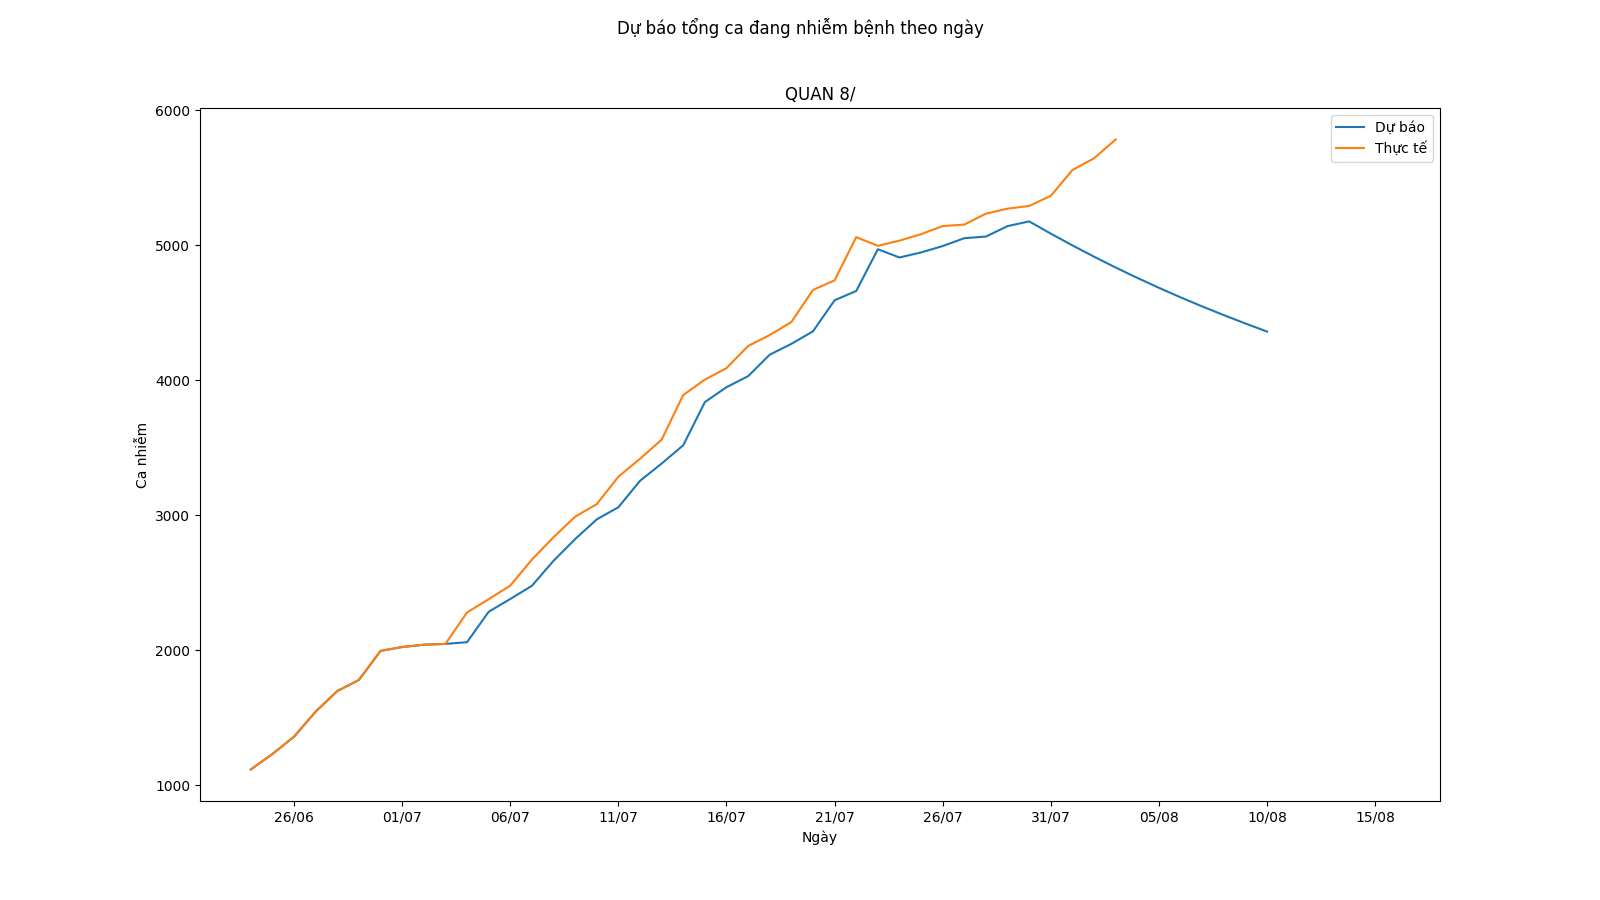 Dự báo tổng ca đang nhiễm bệnh theo ngày
QUAN 8/
6000
5000
4000
3000
2000
1000
Ca nhiễm
Dự báo
Thực tế
26/06 01/07 06/07 11/07 16/07 21/07 26/07 31/07 05/08 10/08 15/08
Ngày